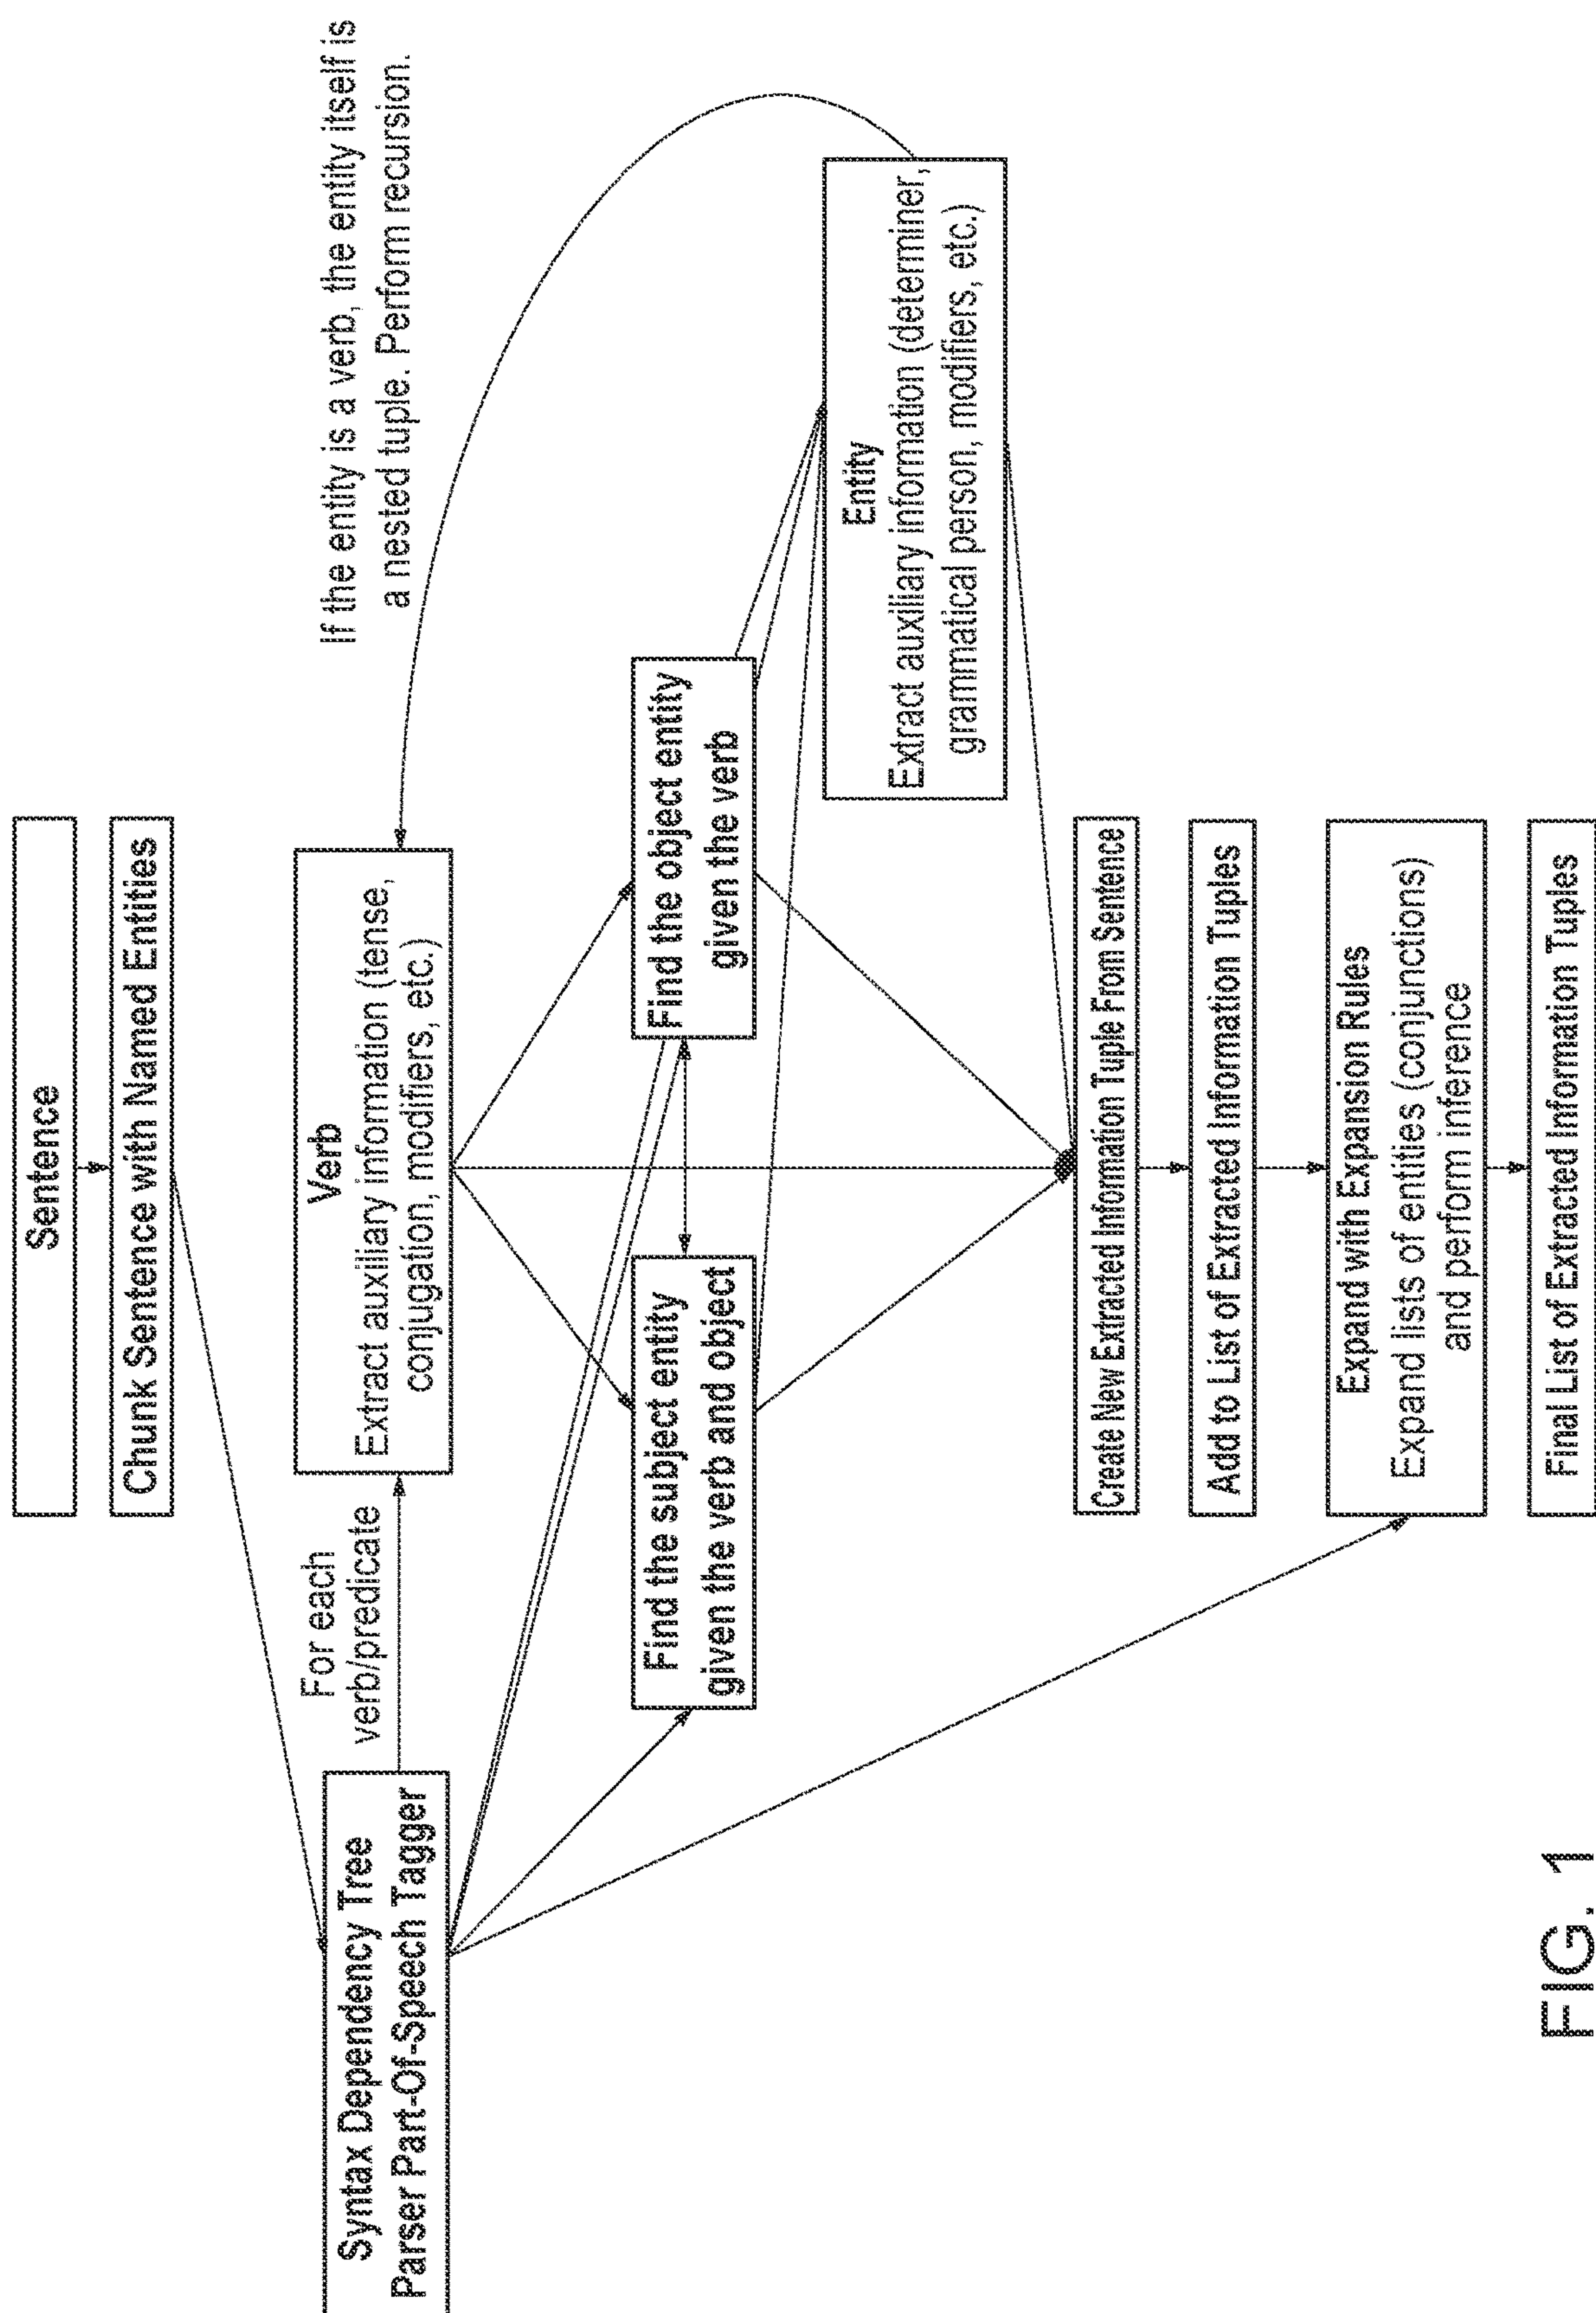 Sentence
Chunk Sentence with Named Entities
Syntax Dependency Tree
Parser Part-Of-Speech Tagger
For each
verb/predicate
Verb
Extract auxiliary information (tense,
conjugation, modifiers, etc.)
If the entity is a verb, the entity itself is
a nested tuple. Perform recursion.
Find the subject entity
given the verb and object
Find the object entity
given the verb
Entity
Extract auxiliary information (determiner,
grammatical person, modifiers, etc.)
Create New Extracted Information Tuple From Sentence
Add to List of Extracted Information Tuples
Expand with Expansion Rules
Expand lists of entities (conjunctions)
and perform inference
Final List of Extracted Information Tuples
FIG. 1